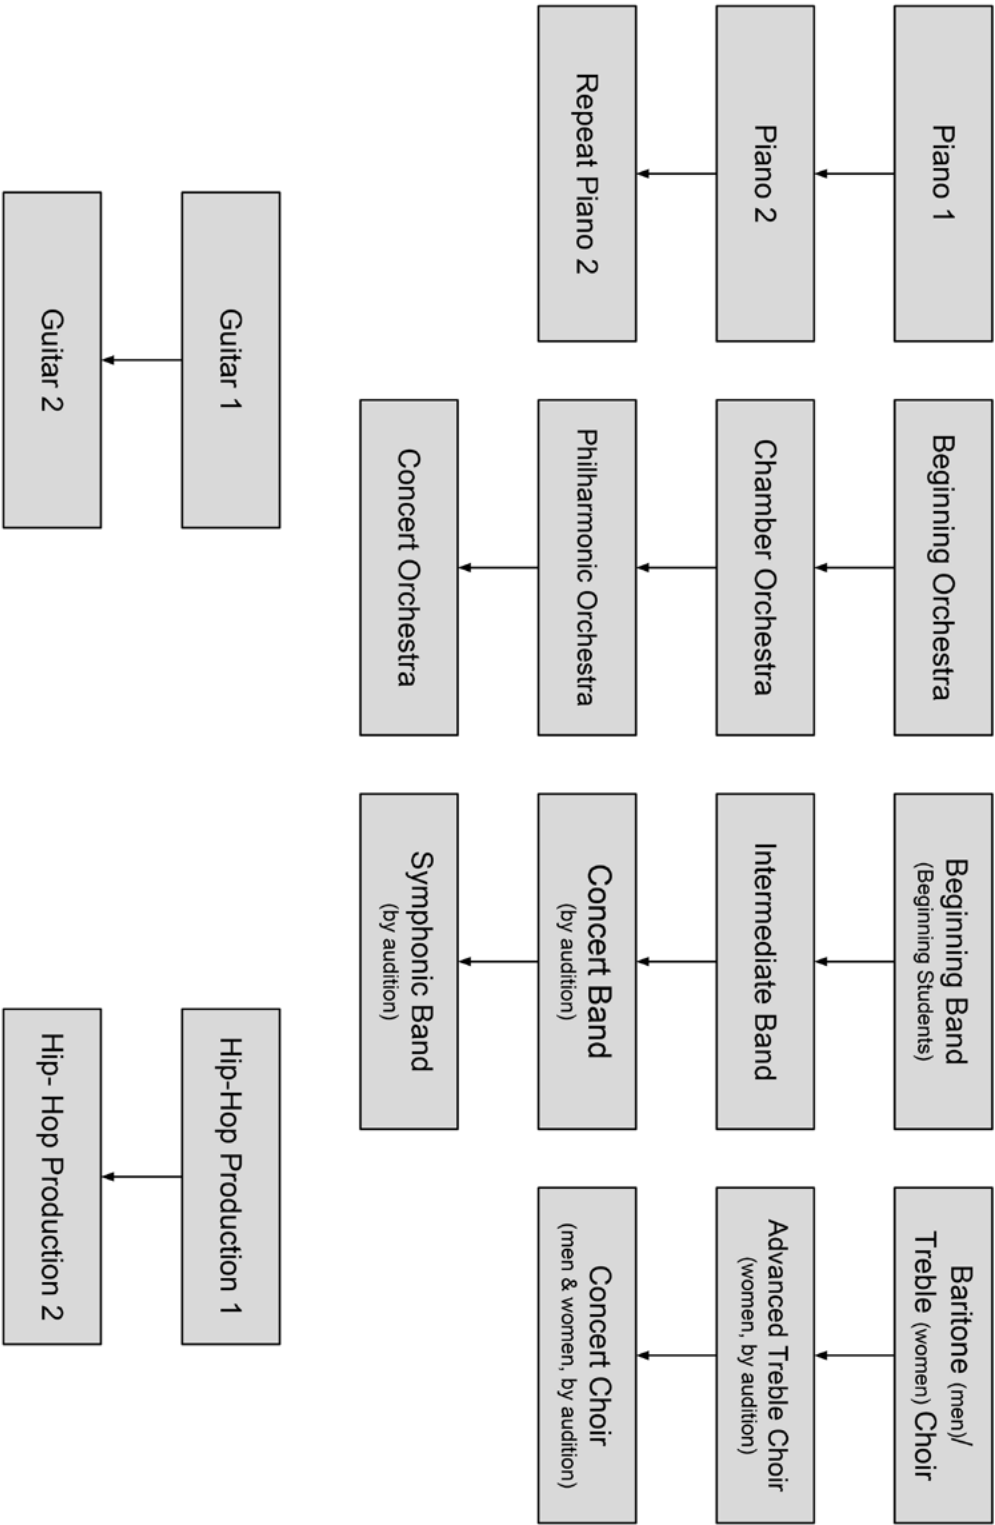 Piano 1
Piano 2
Repeat Piano 2
Beginning Orchestra
Chamber Orchestra
Philharmonic Orchestra
Concert Orchestra
Beginning Band
(Beginning Students)
Intermediate Band
Concert Band
(by audition)
Symphonic Band
(by audition)
Baritone (men)/
Treble (women) Choir
Advanced Treble Choir
(women, by audition)
Concert Choir
(men & women, by audition)
Guitar 1
Guitar 2
Hip-Hop Production 1
Hip- Hop Production 2